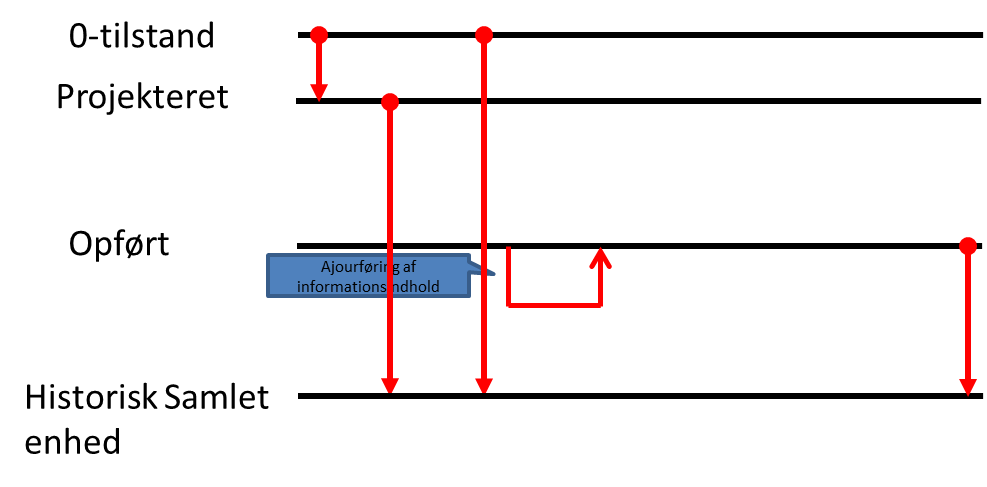 0-tilstand
Projekteret
Opført
Ajourføring af
informationsindhold
Historisk Samlet
enhed